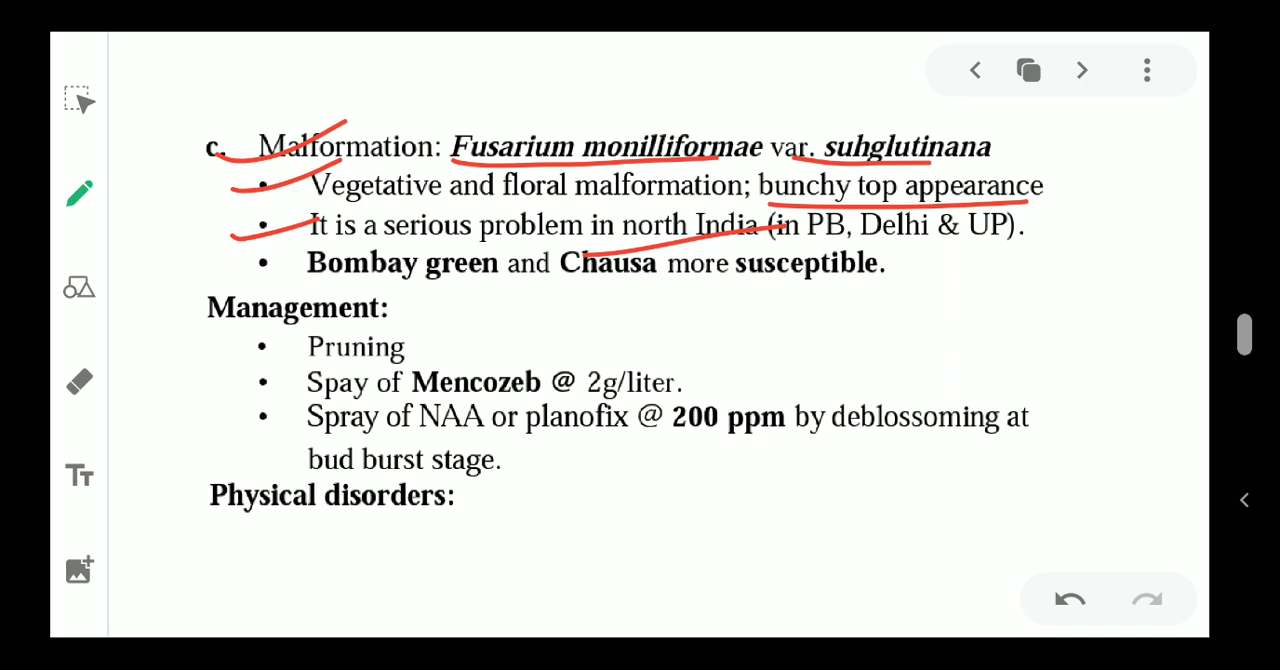 c. Malformation: Fusarium monilliformae var. suhglutinana
• Vegetative and floral malformation; bunchy top appearance
• It is a serious problem in north India (in PB, Delhi & UP).
• Bombay green and Chausa more susceptible.
Management:
• Pruning
• Spay of Mencozeb @ 2g/liter.
• Spray of NAA or planofix @ 200 ppm by deblossoming at
bud burst stage.
Physical disorders: